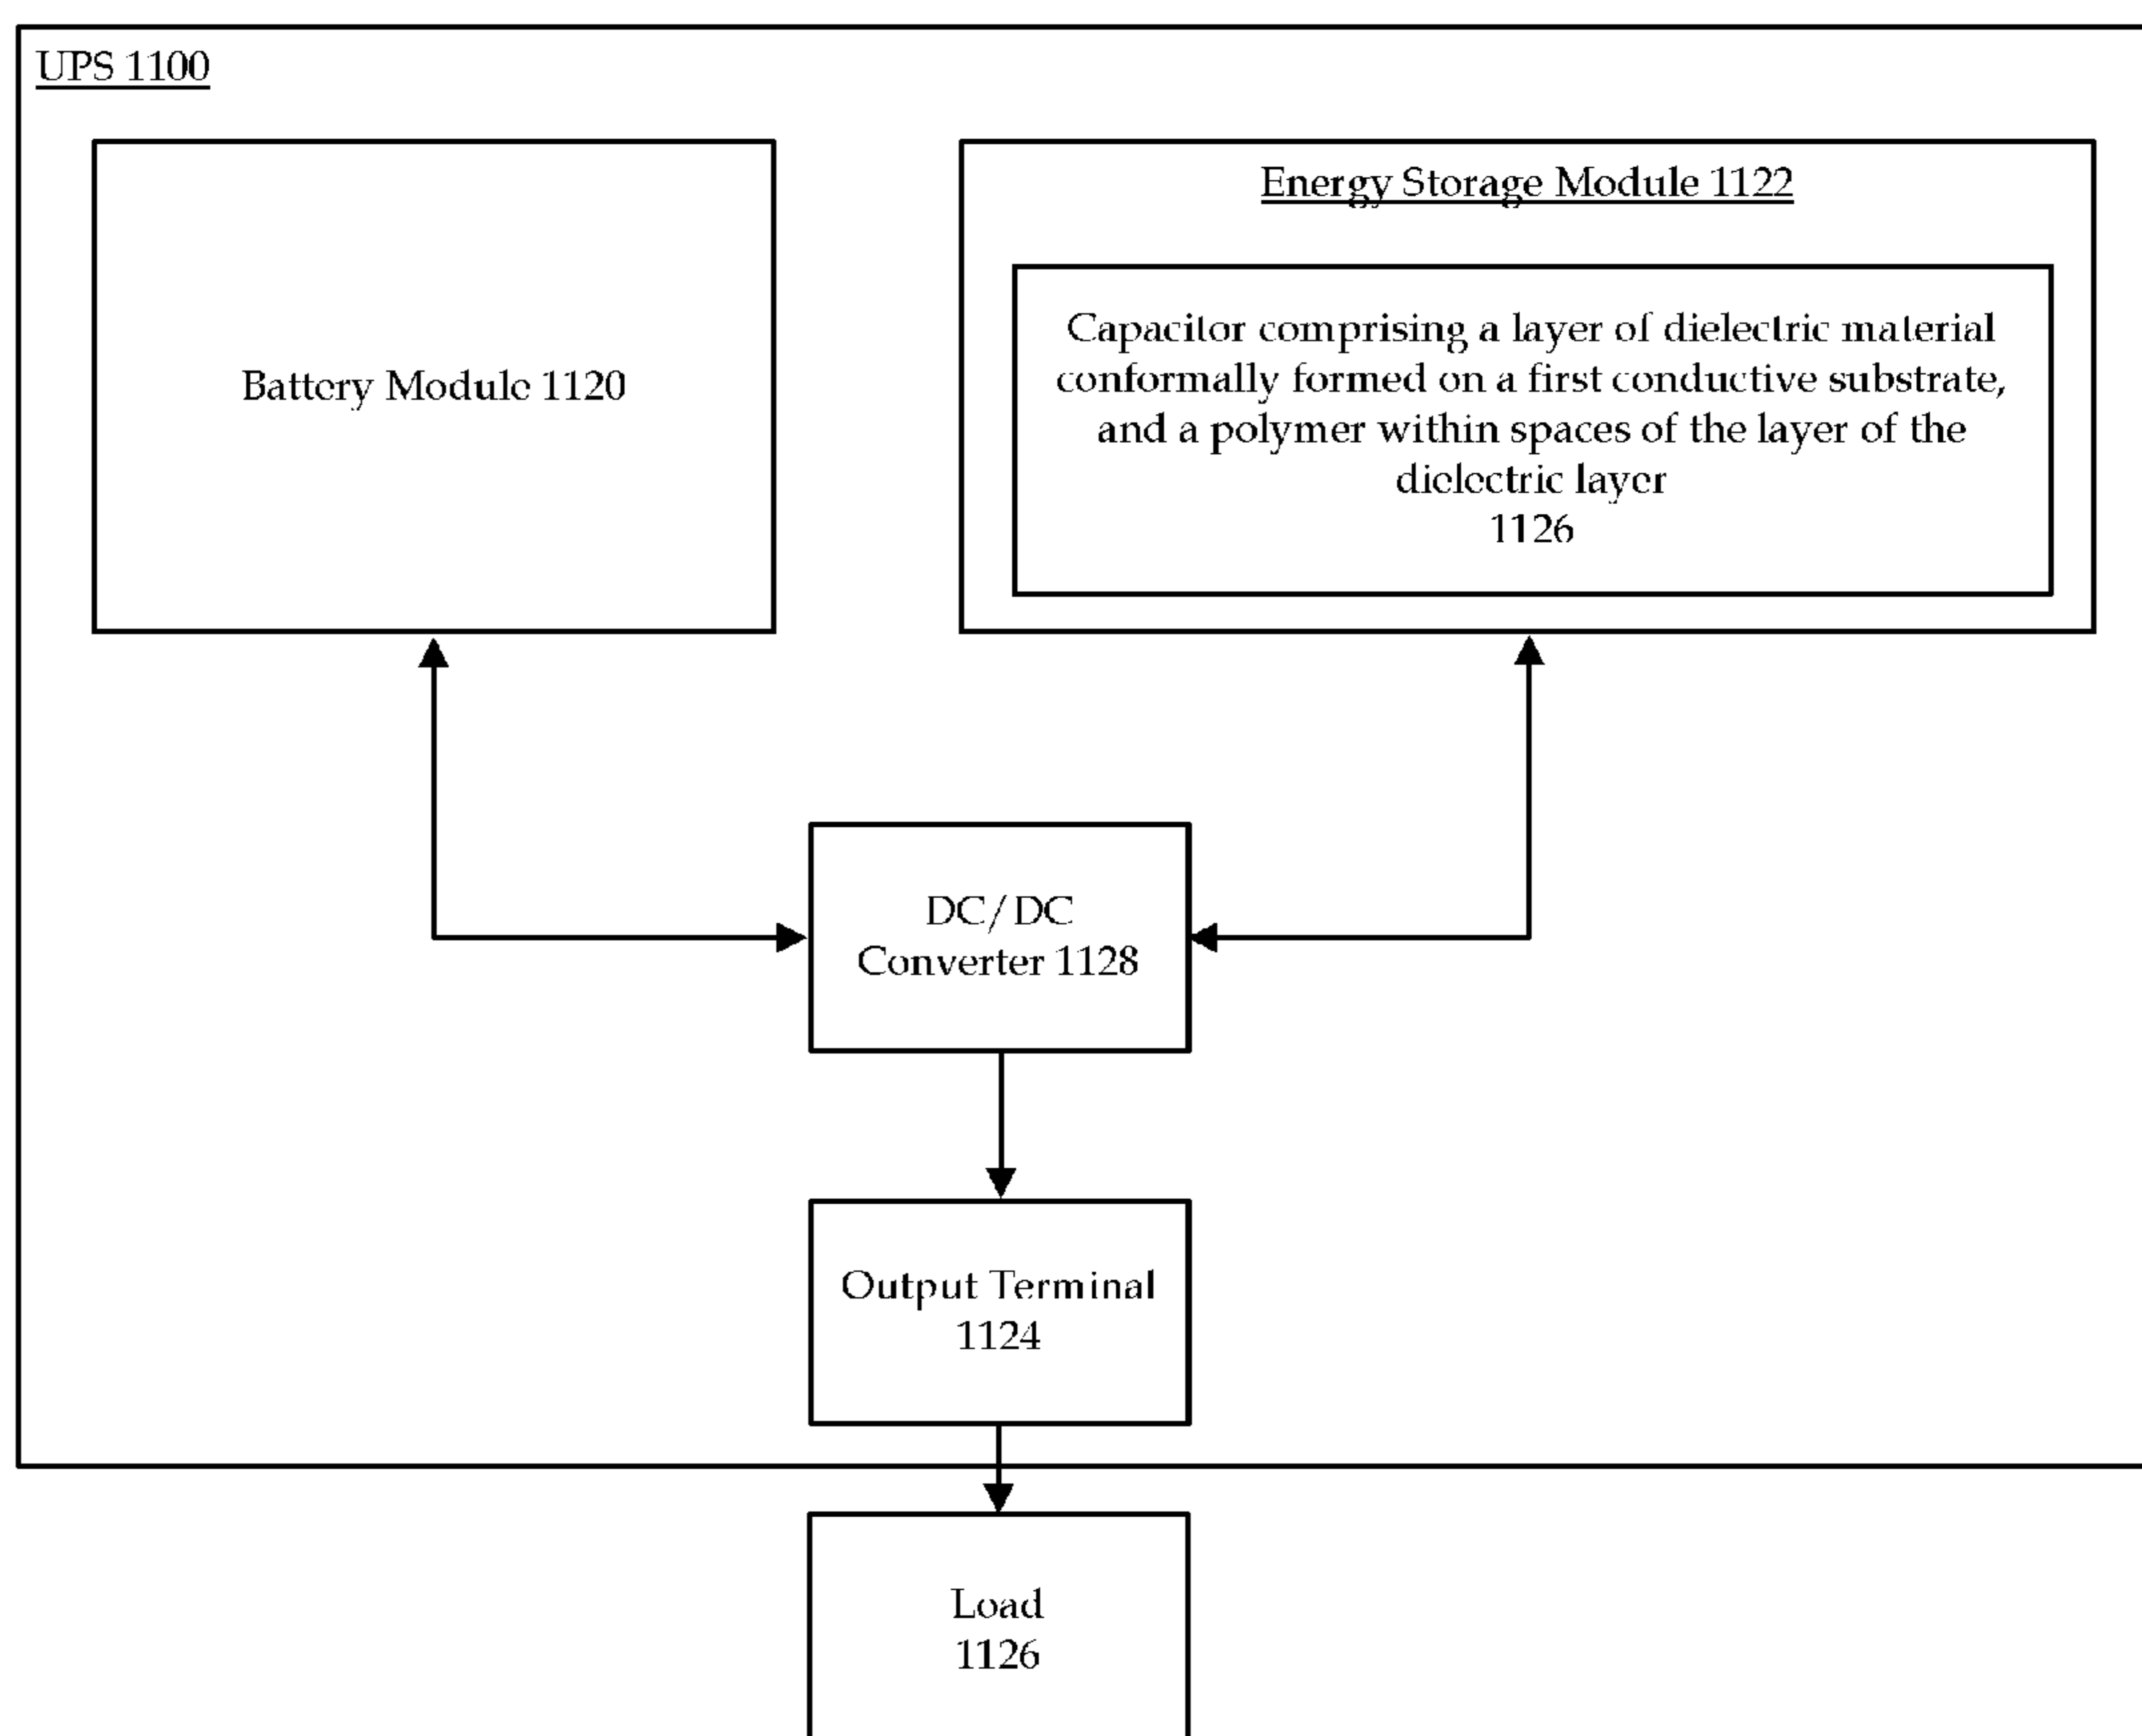 UPS 1100
Battery Module 1120
Energy Storage Module 1122
Capacitor comprising a layer of dielectric material
conformally formed on a first conductive substrate,
and a polymer within spaces of the layer of the
dielectric layer
1126
DC/DC
Converter 1128
Output Terminal
1124
Load
1126